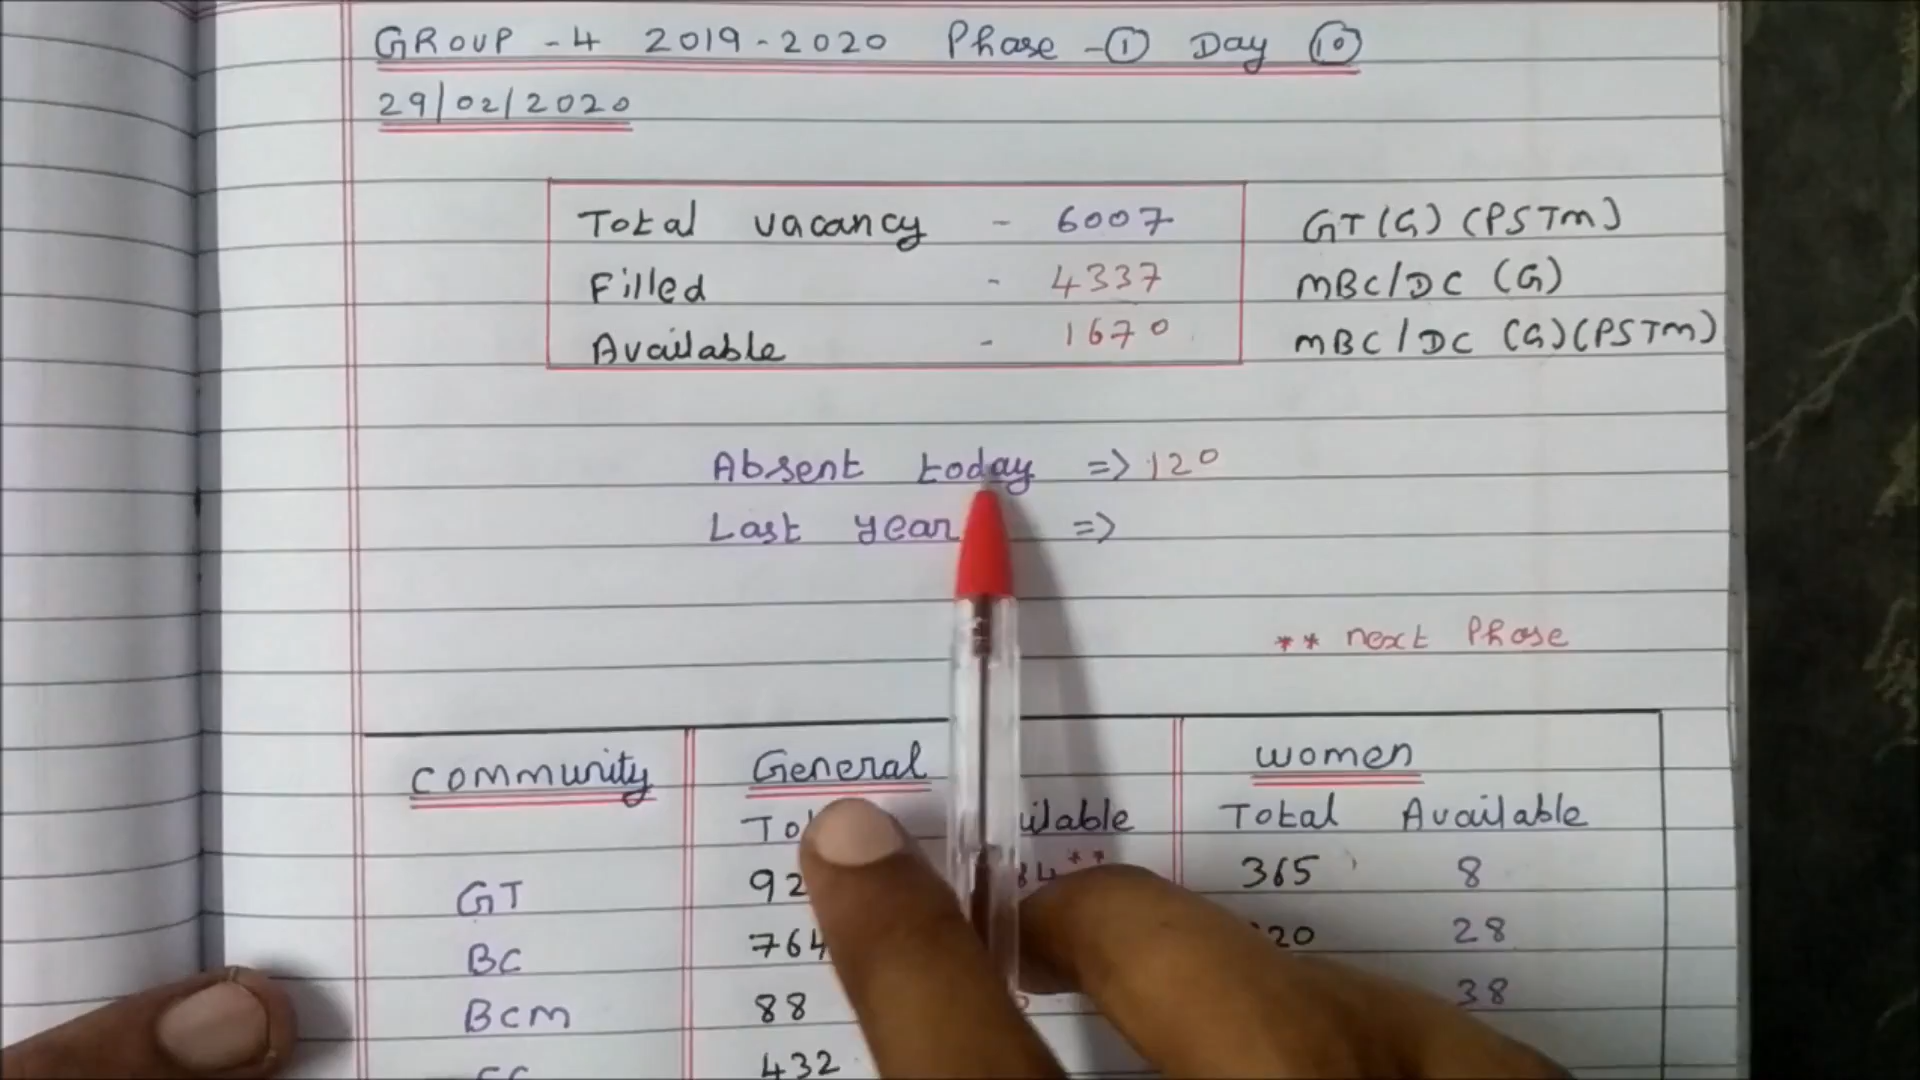 GROUP - 4 2019-2020 Phase - ① Day ⑩
29/02/2020
Total vacancy - 6007 GT (G) (PSTM)
Filled - 4337 MBC/DC (G)
Available - 1670 MBC/DC (G) (PSTM)
Absent today => 120
Last year =>
** next Phase
Community General women
Total Available
GT 365 8
BC 764 28
BCM 88 38
432